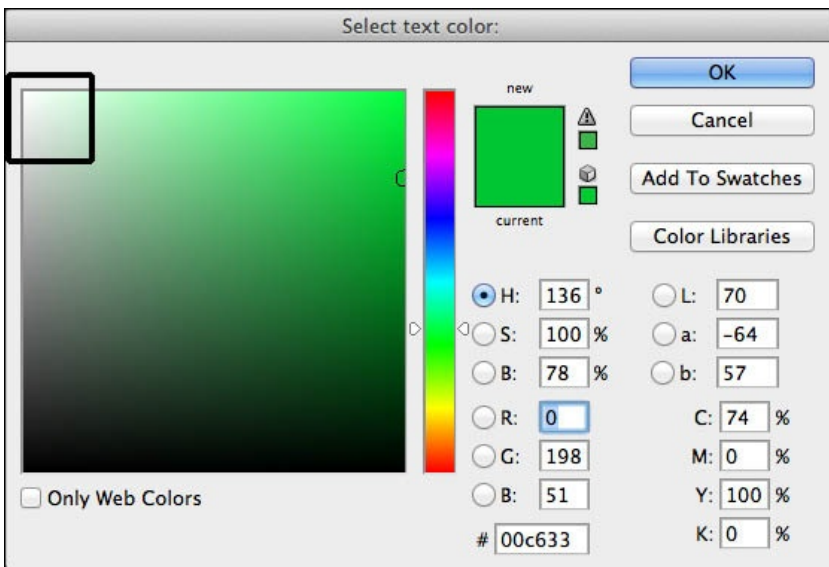 Select text color:
new
current
OK
Cancel
Add To Swatches
Color Libraries
H: 136 °
S: 100 %
B: 78 %
R: 0
G: 198
B: 51
# 00c633
L: 70
a: -64
b: 57
C: 74 %
M: 0 %
Y: 100 %
K: 0 %
Only Web Colors